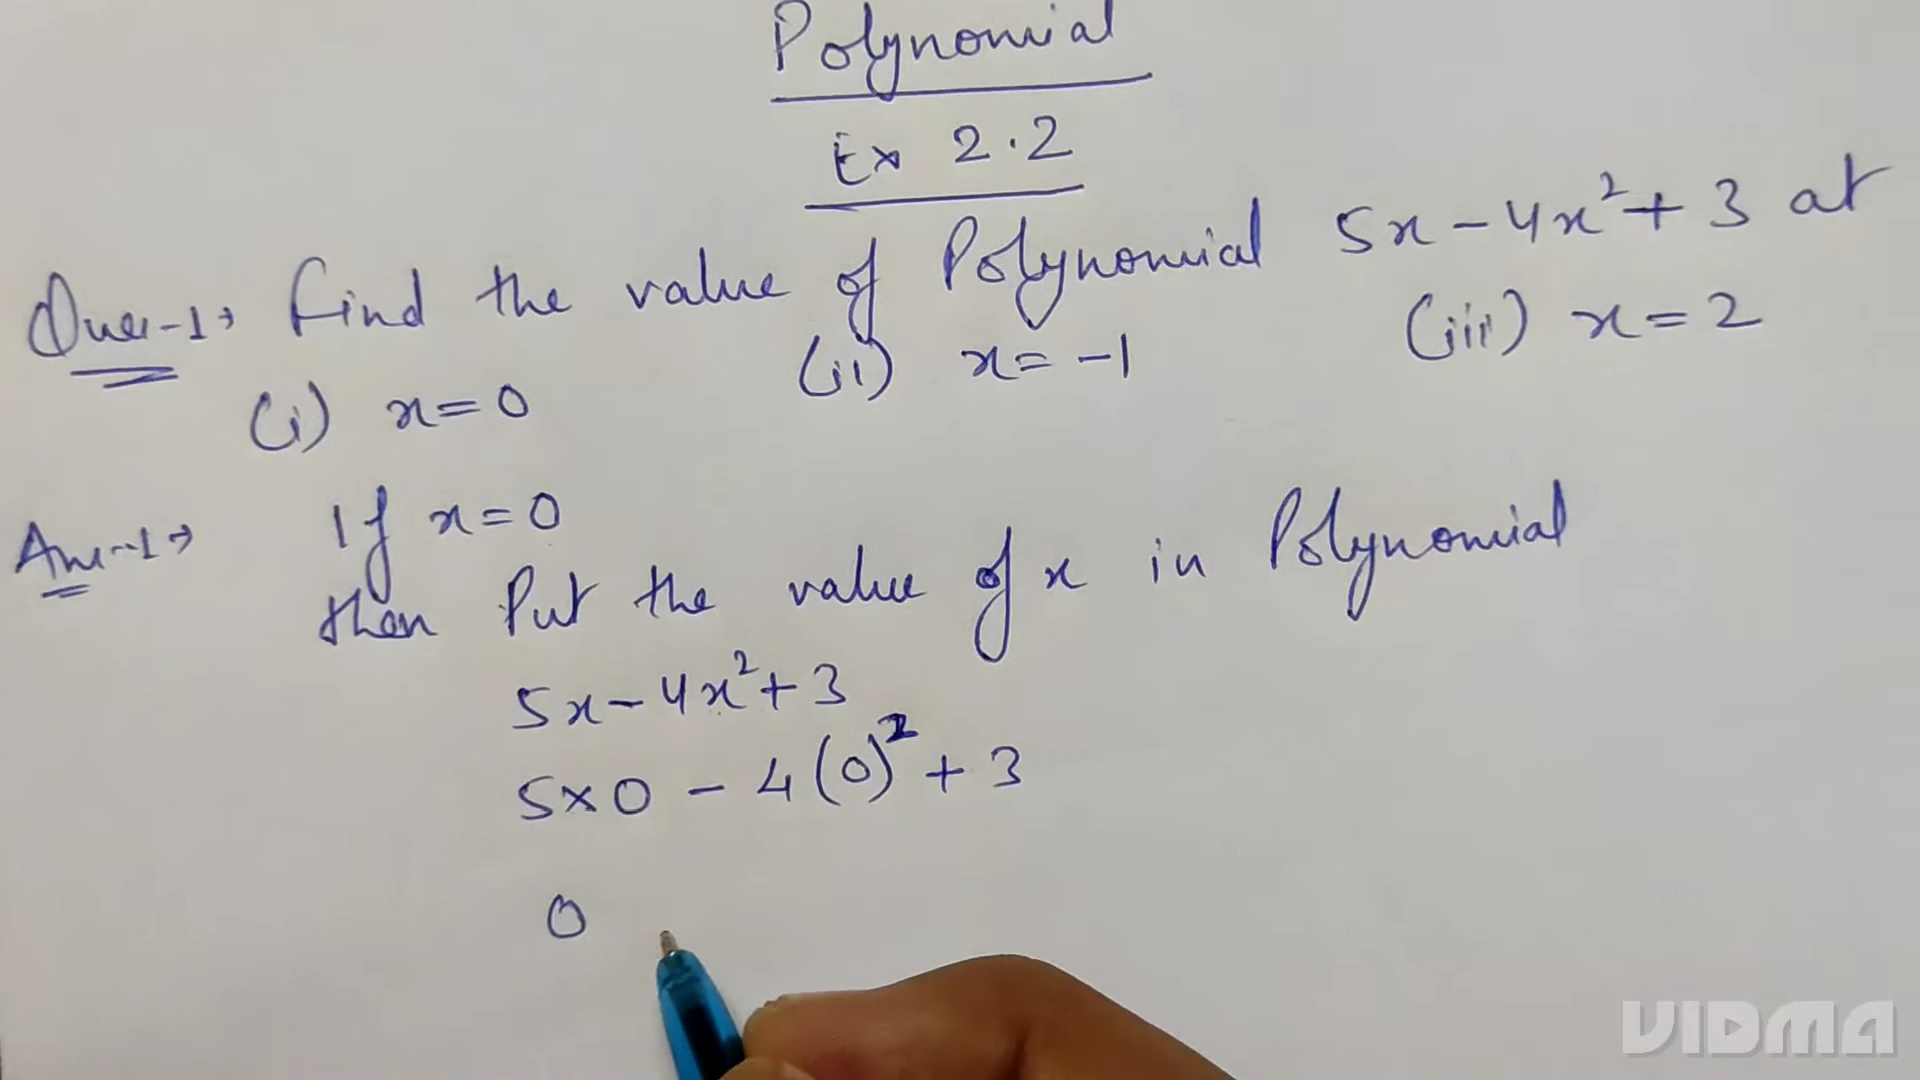 Polynomial
Ex 2.2
Que-1→ Find the value of Polynomial 5x - 4x² + 3 at
(i) x = 0 (ii) x = -1 (iii) x = 2
Ans-1→ If x = 0
then Put the value of x in Polynomial
5x - 4x² + 3
5×0 - 4(0)² + 3
0
VIDMA